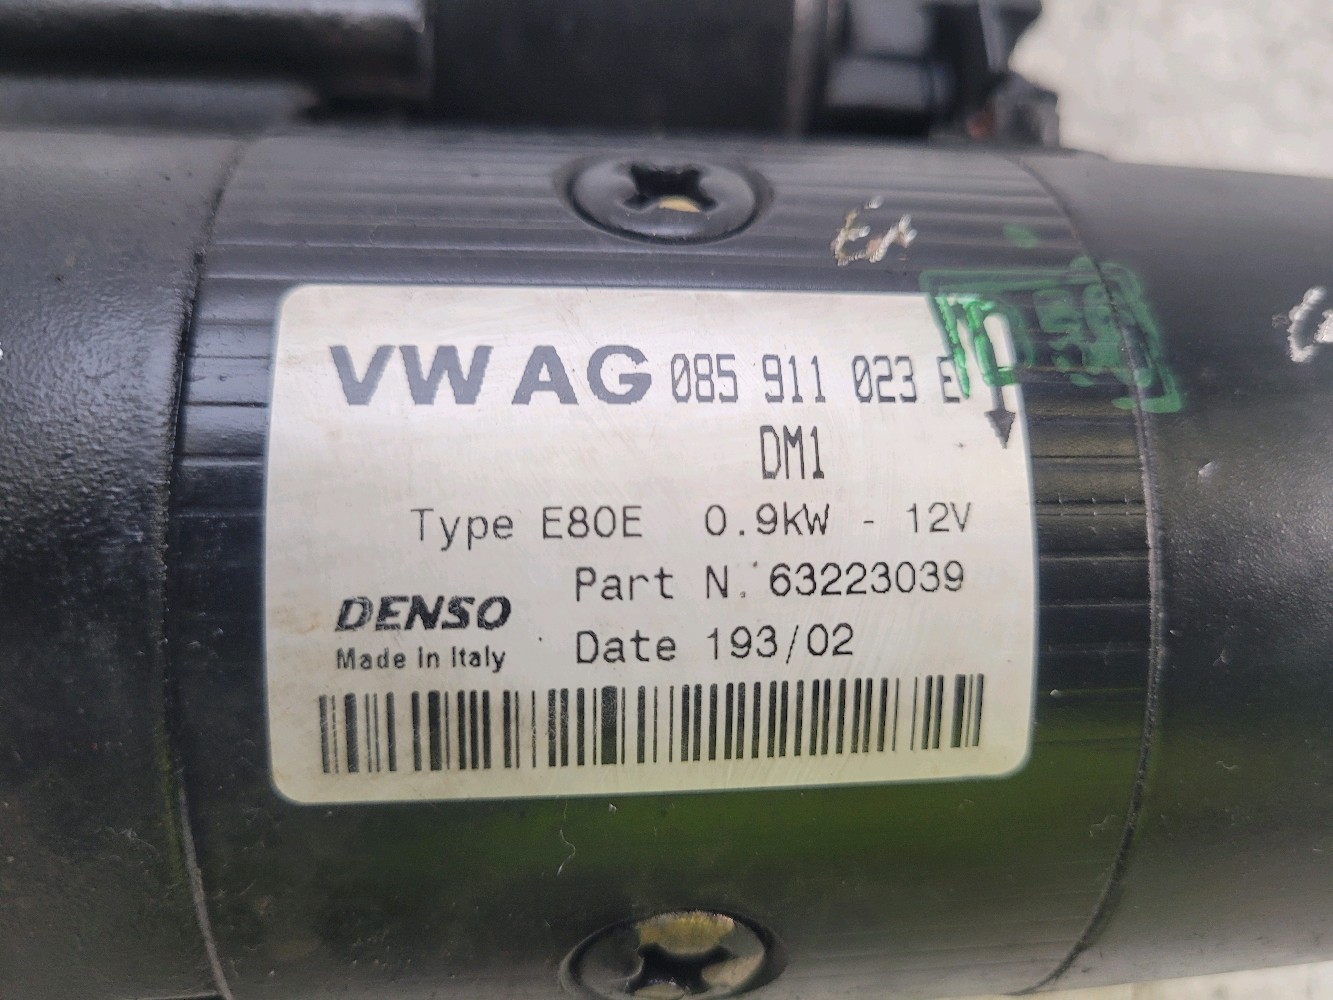 VW AG 085 911 023 E
DM1
Type E80E 0.9kW - 12V
Part N. 63223039
DENSO
Made in Italy
Date 193/02